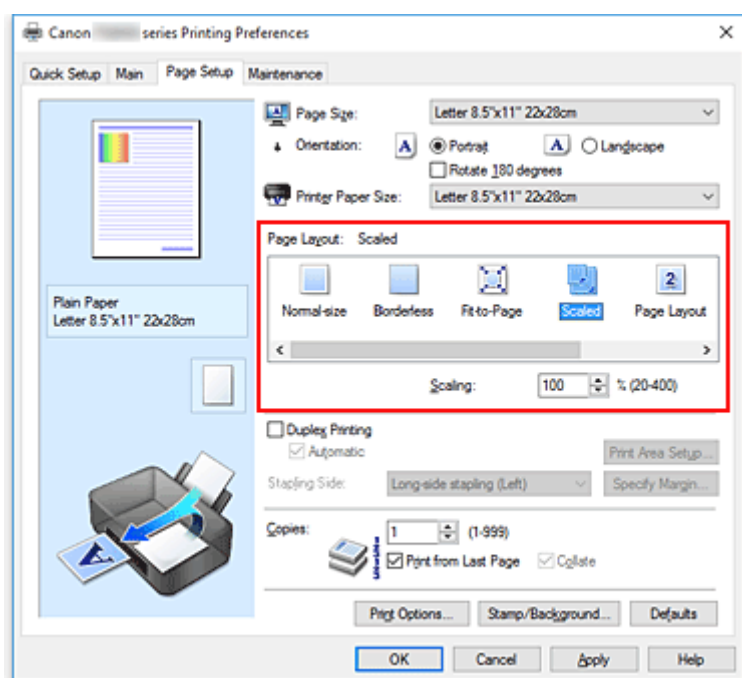 Canon series Printing Preferences
Quick Setup Main Page Setup Maintenance
Page Size: Letter 8.5"x11" 22x28cm
Orientation: A Portrait A Landscape
Rotate 180 degrees
Printer Paper Size: Letter 8.5"x11" 22x28cm
Page Layout: Scaled
Normal-size Borderless Fit-to-Page Scaled 2 Page Layout
Scaling: 100 % (20-400)
Plain Paper
Letter 8.5"x11" 22x28cm
Duplex Printing
Automatic Print Area Setup...
Stapling Side: Long-side stapling (Left) Specify Margin...
Copies: 1 (1-999)
Print from Last Page Collate
A
Print Options... Stamp/Background... Defaults
OK Cancel Apply Help